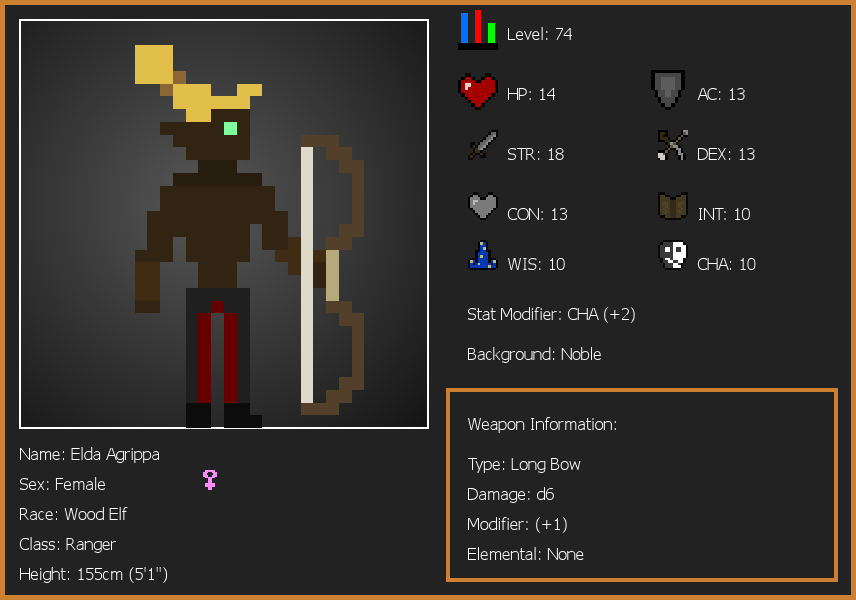 Level: 74
HP: 14
AC: 13
STR: 18
DEX: 13
CON: 13
INT: 10
WIS: 10
CHA: 10
Stat Modifier: CHA (+2)
Background: Noble
Weapon Information:
Type: Long Bow
Damage: d6
Modifier: (+1)
Elemental: None
Name: Elda Agrippa
Sex: Female
Race: Wood Elf
Class: Ranger
Height: 155cm (5'1")